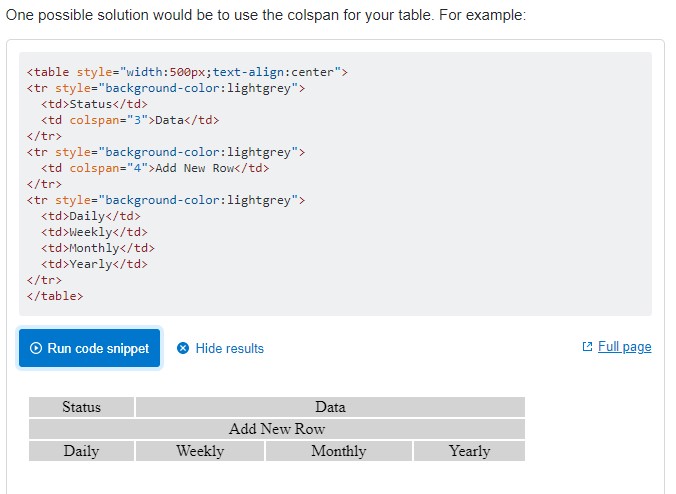 One possible solution would be to use the colspan for your table. For example:
<table style="width:500px;text-align:center">
<tr style="background-color:lightgrey">
  <td>Status</td>
  <td colspan="3">Data</td>
</tr>
<tr style="background-color:lightgrey">
  <td colspan="4">Add New Row</td>
</tr>
<tr style="background-color:lightgrey">
  <td>Daily</td>
  <td>Weekly</td>
  <td>Monthly</td>
  <td>Yearly</td>
</tr>
</table>
Run code snippet Hide results Full page
Status Data
Add New Row
Daily Weekly Monthly Yearly